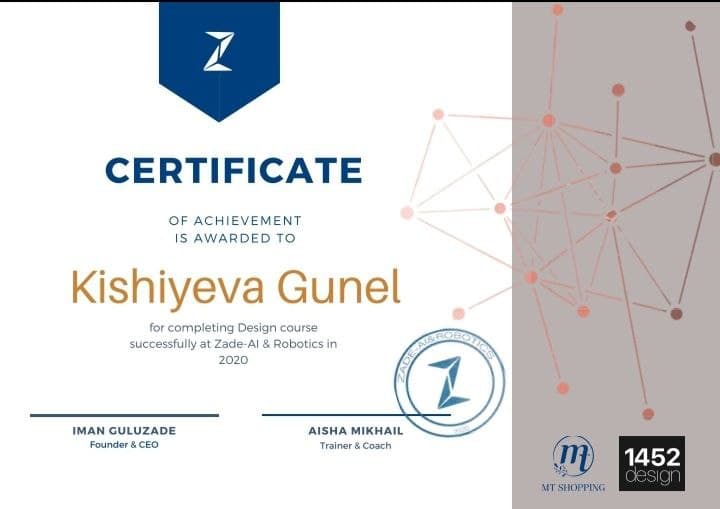 CERTIFICATE
OF ACHIEVEMENT
IS AWARDED TO
Kishiyeva Gunel
for completing Design course
successfully at Zade-AI & Robotics in
2020
ZADE-AI&ROBOTICS
IMAN GULUZADE
Founder & CEO
AISHA MIKHAIL
Trainer & Coach
mt
MT SHOPPING
1452
design